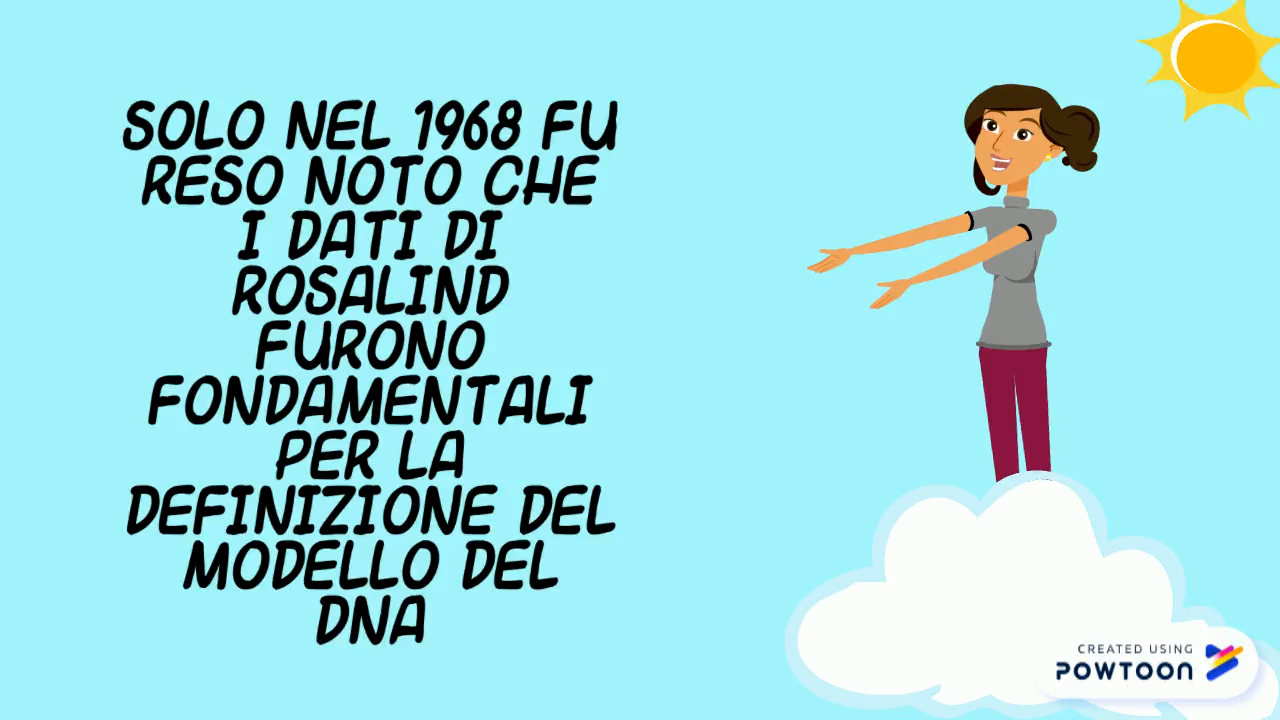 SOLO NEL 1968 FU
RESO NOTO CHE
I DATI DI
ROSALIND
FURONO
FONDAMENTALI
PER LA
DEFINIZIONE DEL
MODELLO DEL
DNA
CREATED USING
POWTOON